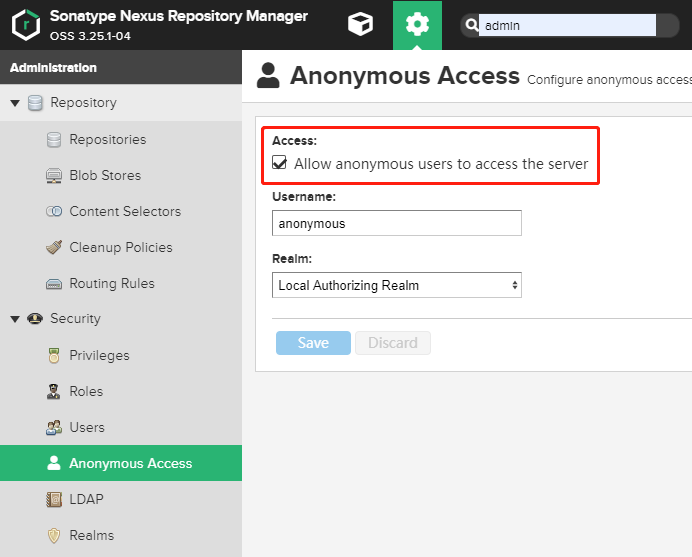 Sonatype Nexus Repository Manager
OSS 3.25.1-04
admin
Administration
Repository
Repositories
Blob Stores
Content Selectors
Cleanup Policies
Routing Rules
Security
Privileges
Roles
Users
Anonymous Access
LDAP
Realms
Anonymous Access Configure anonymous access
Access:
Allow anonymous users to access the server
Username:
anonymous
Realm:
Local Authorizing Realm
Save Discard